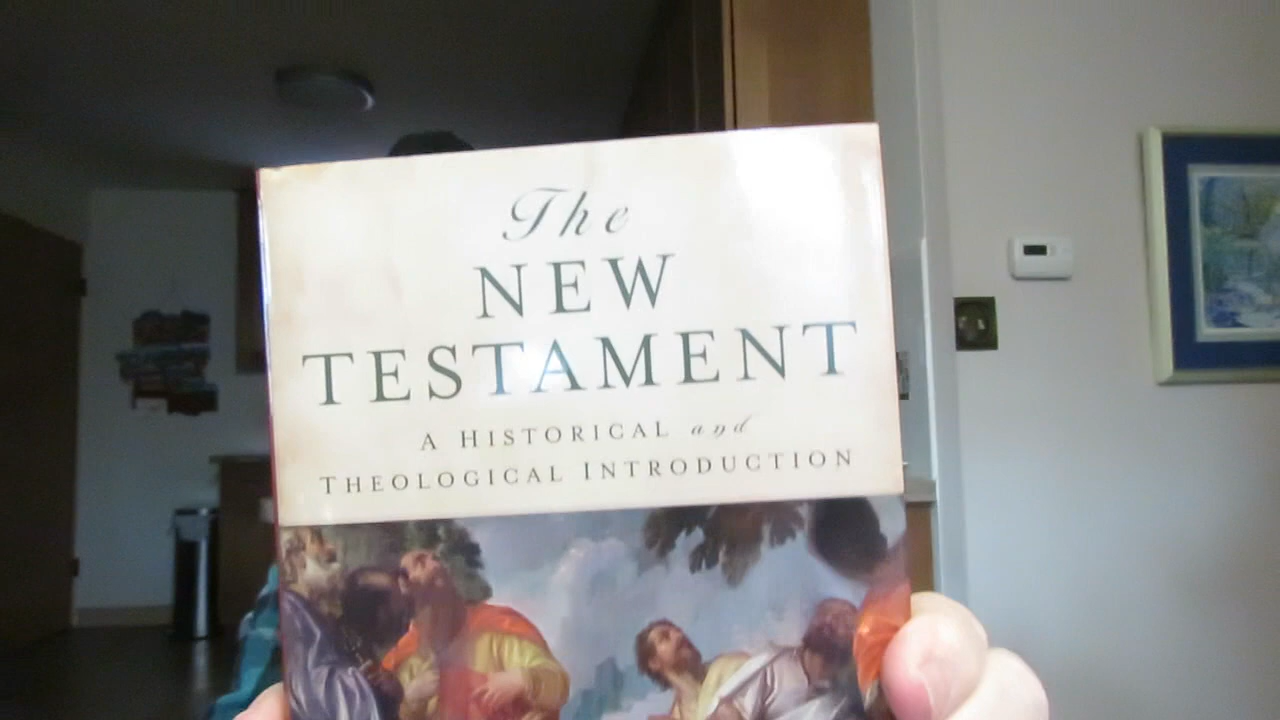 The
NEW
TESTAMENT
A HISTORICAL and
THEOLOGICAL INTRODUCTION